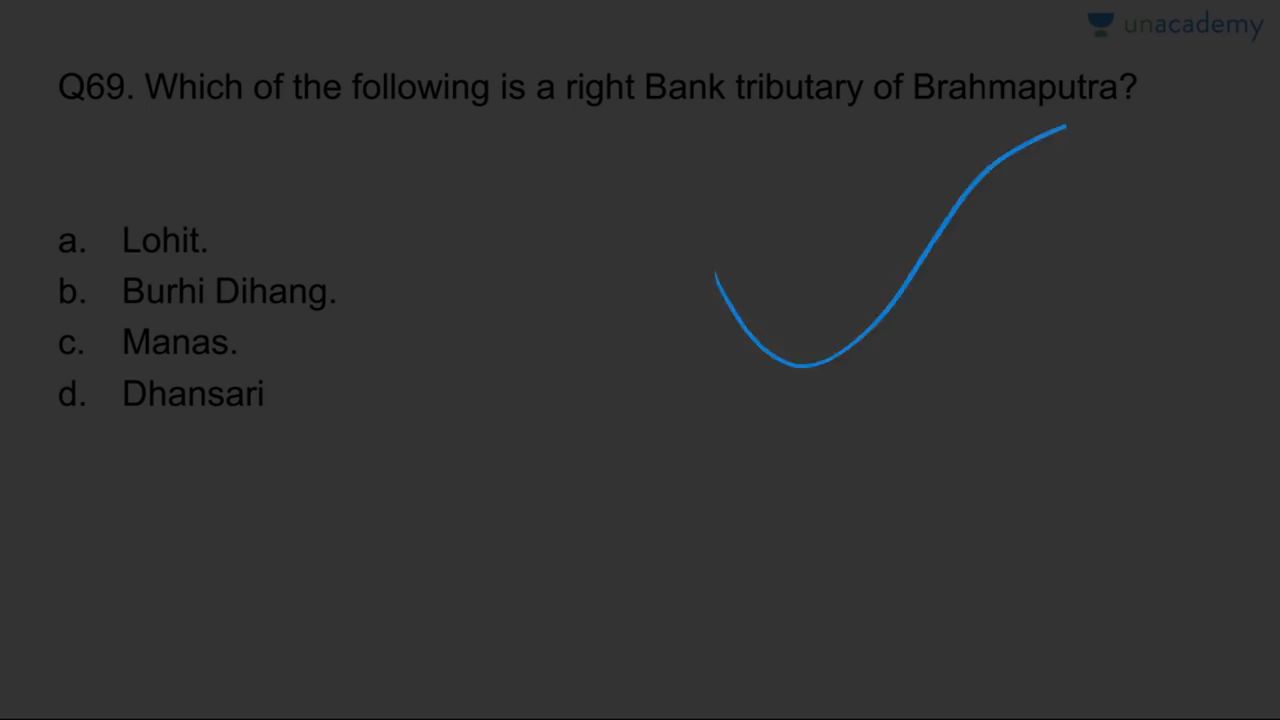 unacademy
Q69. Which of the following is a right Bank tributary of Brahmaputra?
a. Lohit.
b. Burhi Dihang.
c. Manas.
d. Dhansari